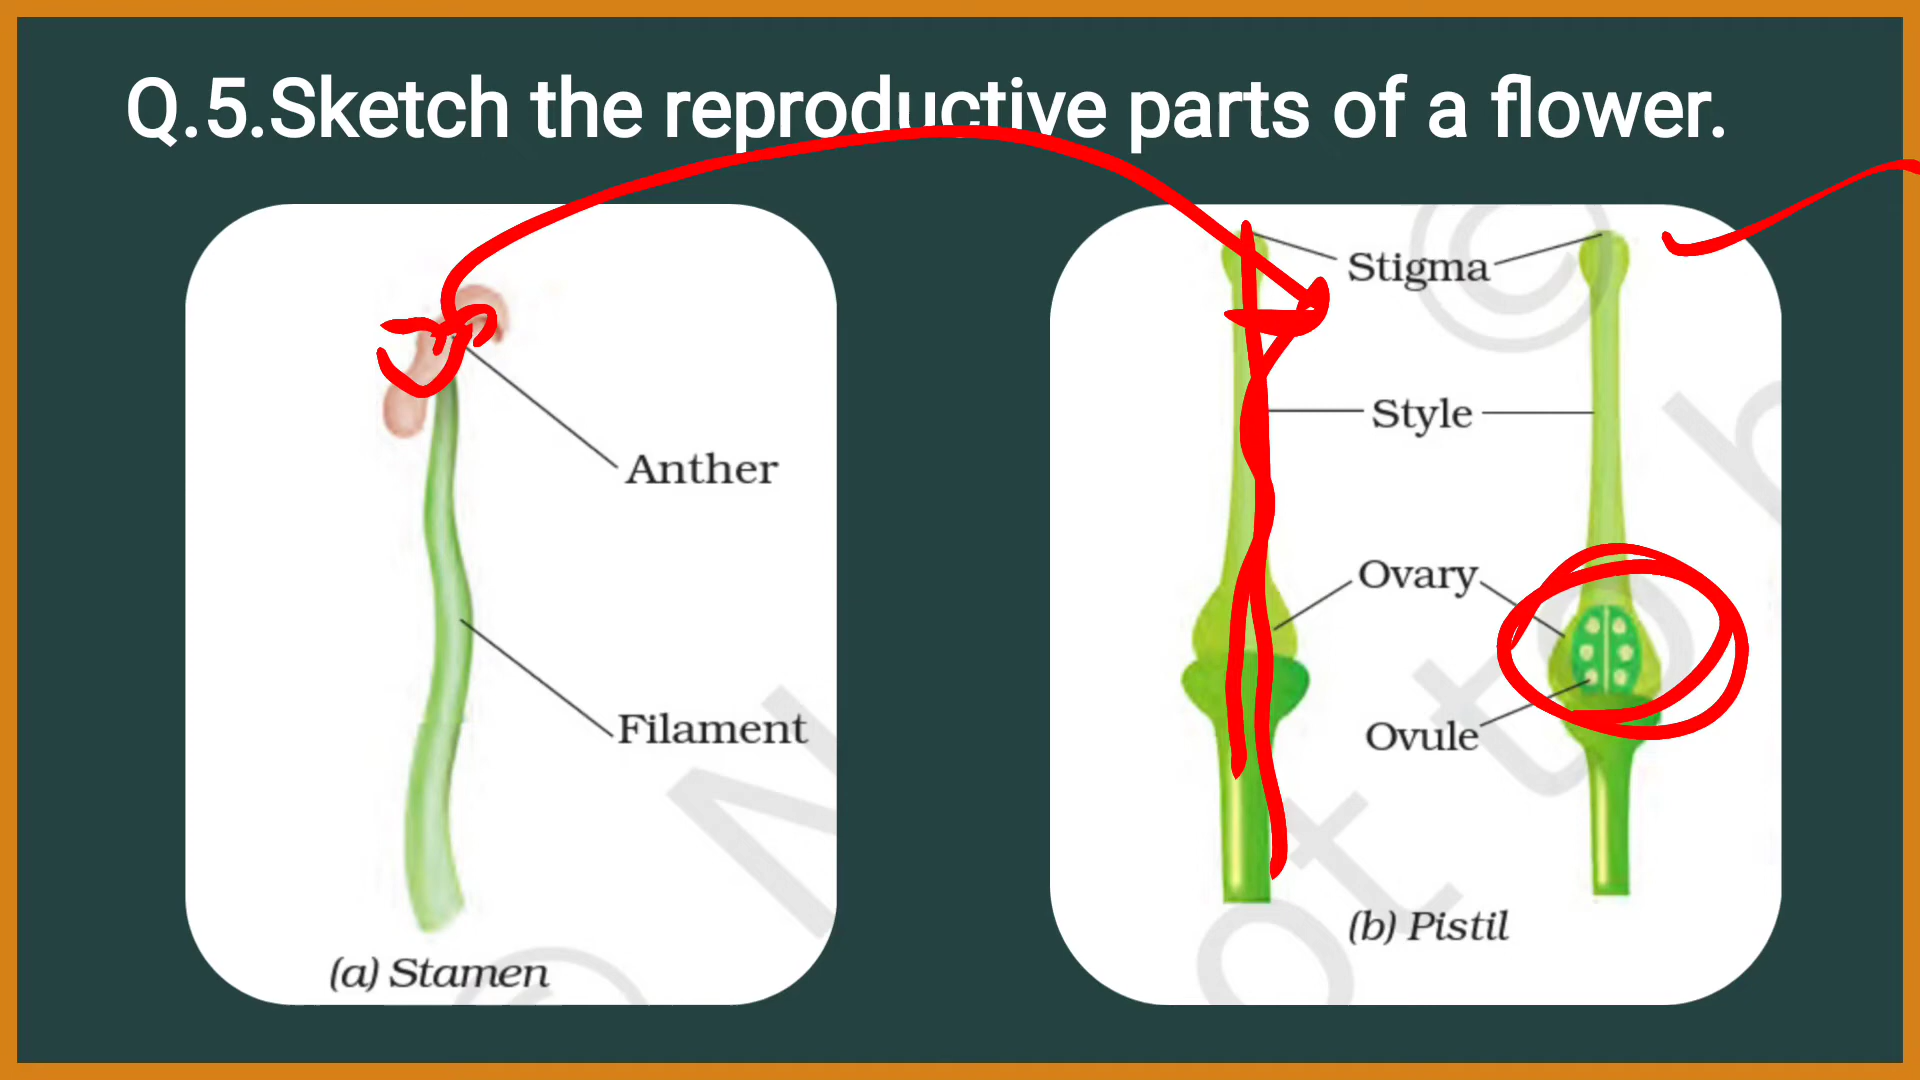 Q.5.Sketch the reproductive parts of a flower.
Anther
Filament
(a) Stamen
Stigma
Style
Ovary
Ovule
(b) Pistil